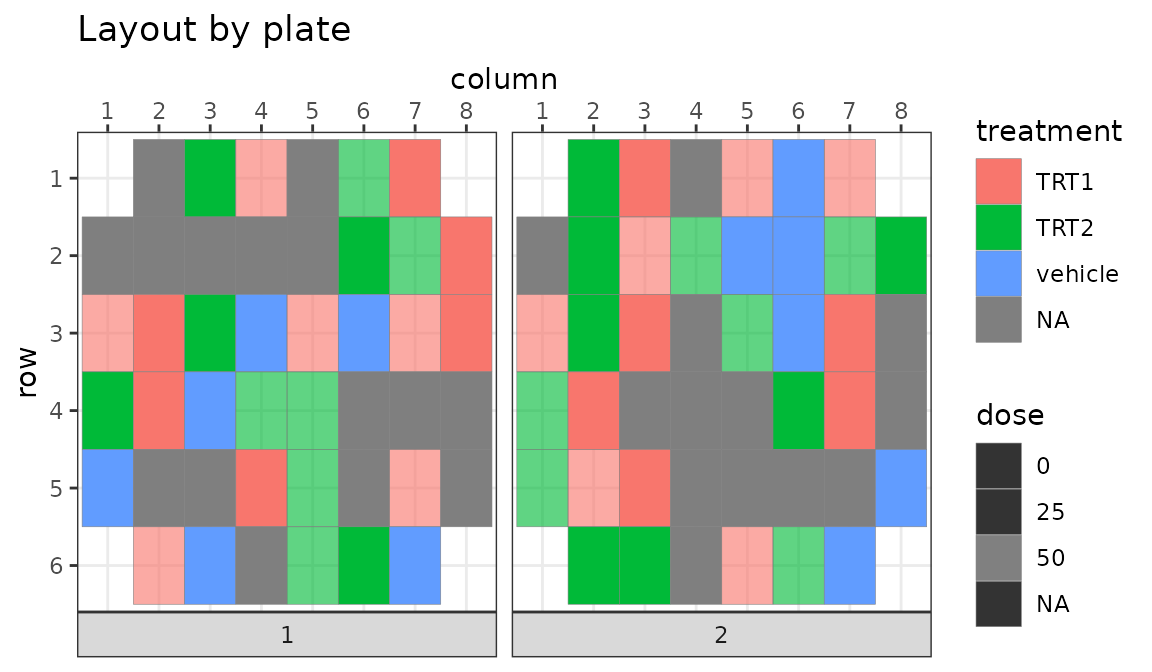 Layout by plate
column
1 2 3 4 5 6 7 8 1 2 3 4 5 6 7 8
row
1
2
3
4
5
6
1 2
treatment
TRT1
TRT2
vehicle
NA
dose
0
25
50
NA